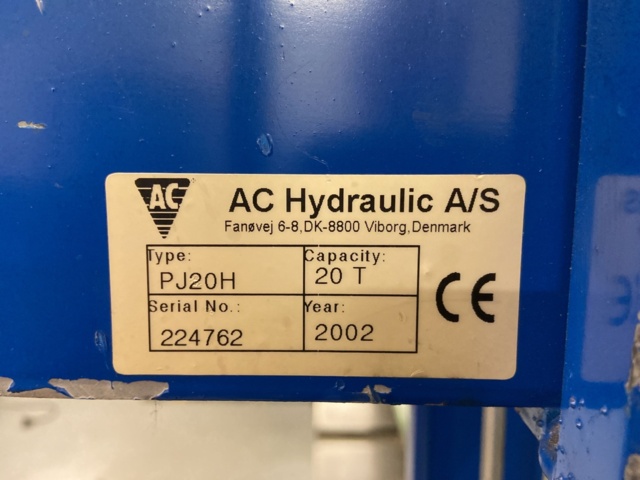 AC
AC Hydraulic A/S
Fanøvej 6-8,DK-8800 Viborg,Denmark
Type: Capacity:
PJ20H 20 T
Serial No.: Year:
224762 2002
CE